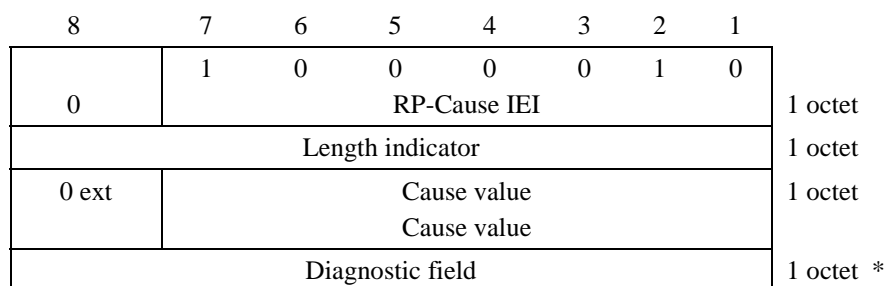 8 7 6 5 4 3 2 1
1 0 0 0 0 1 0
0 RP-Cause IEI 1 octet
Length indicator 1 octet
0 ext Cause value 1 octet
Cause value
Diagnostic field 1 octet *